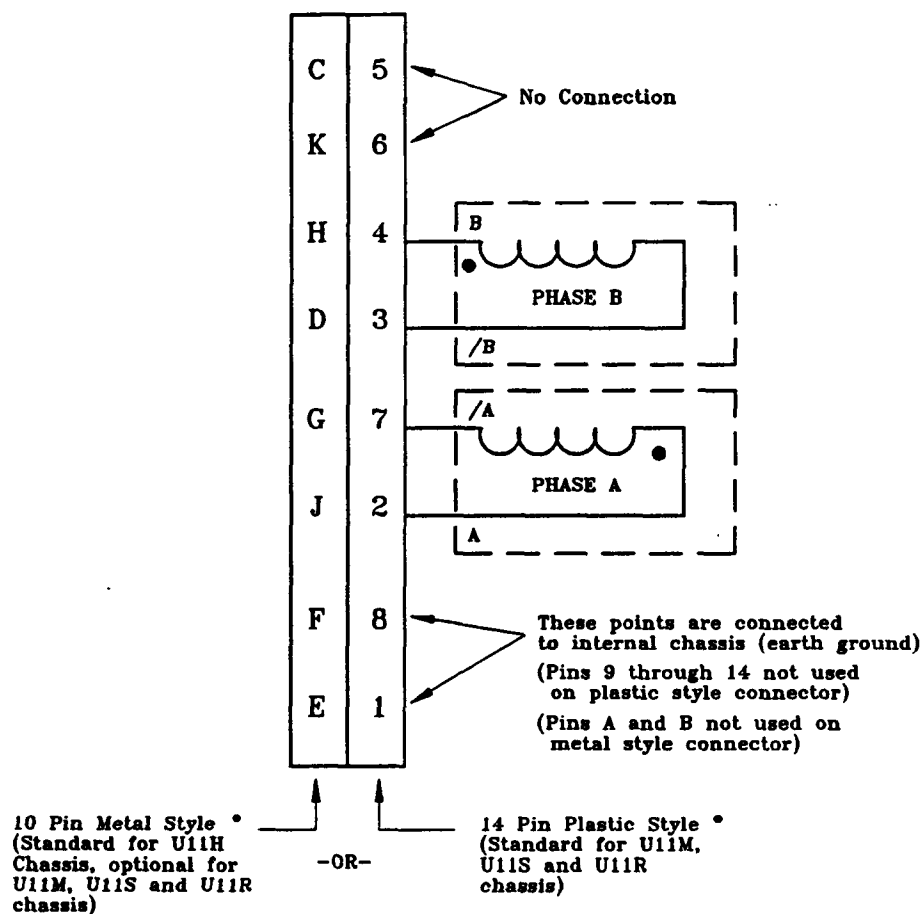 C 5
No Connection
K 6
B
H 4
PHASE B
D 3
/B
/A
G 7
PHASE A
J 2
A
F 8
These points are connected
to internal chassis (earth ground)
(Pins 9 through 14 not used
on plastic style connector)
E 1
(Pins A and B not used on
metal style connector)
10 Pin Metal Style *
(Standard for U11H
Chassis, optional for
U11M, U11S and U11R
chassis)
-OR-
14 Pin Plastic Style *
(Standard for U11M,
U11S and U11R
chassis)